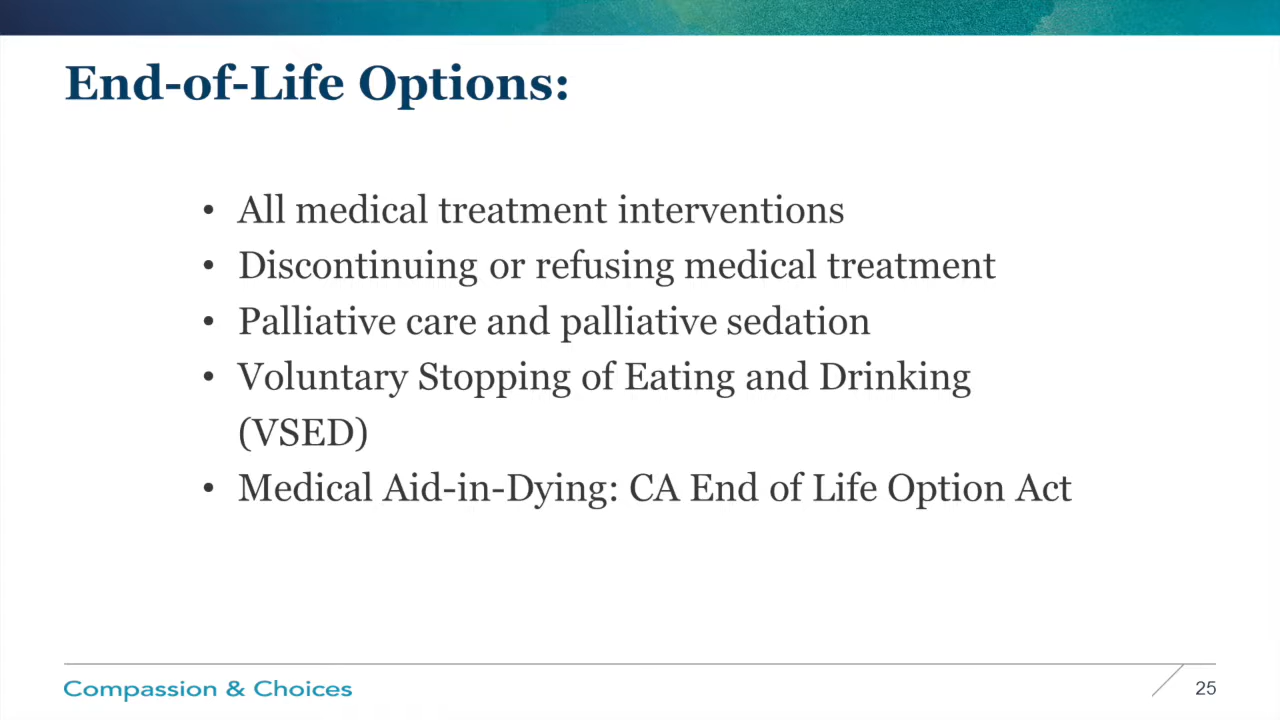 End-of-Life Options:
• All medical treatment interventions
• Discontinuing or refusing medical treatment
• Palliative care and palliative sedation
• Voluntary Stopping of Eating and Drinking
(VSED)
• Medical Aid-in-Dying: CA End of Life Option Act
Compassion & Choices
25